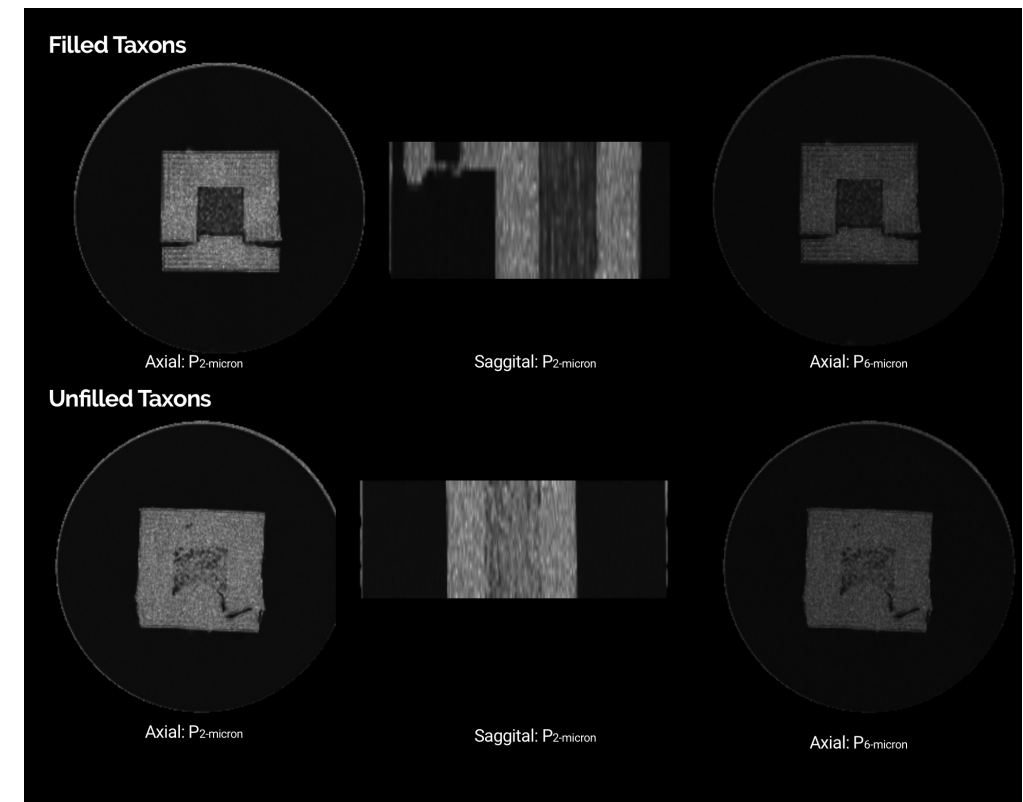 Filled Taxons
Axial: P2-micron
Saggital: P2-micron
Axial: P6-micron
Unfilled Taxons
Axial: P2-micron
Saggital: P2-micron
Axial: P6-micron